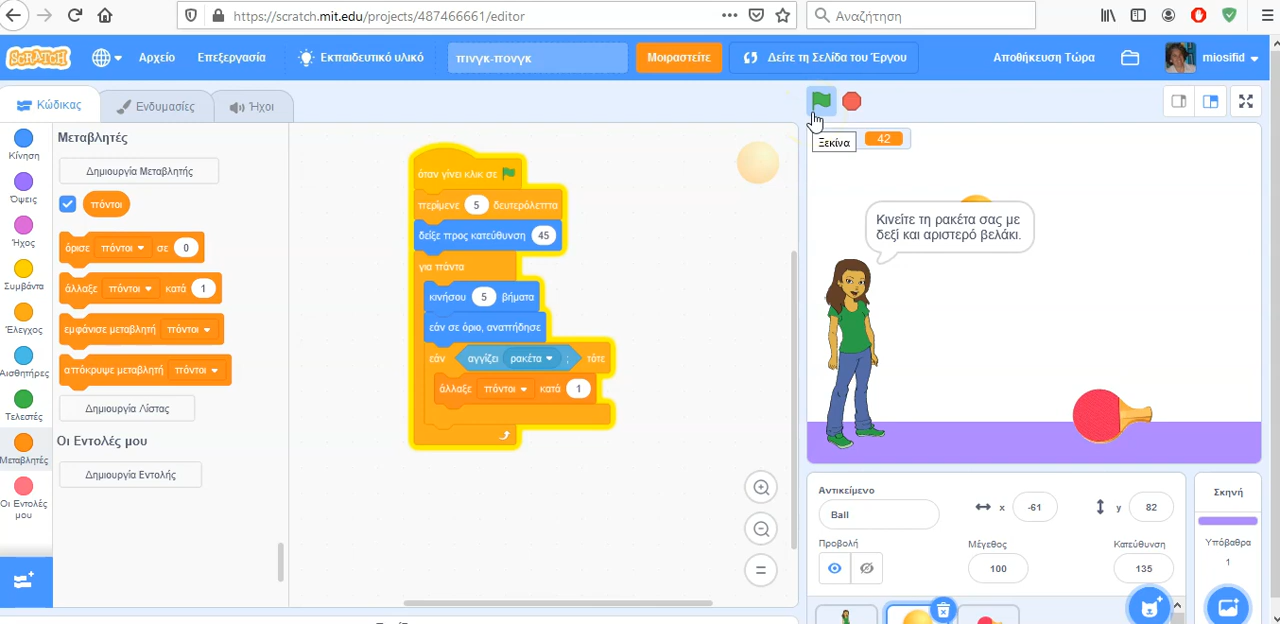 https://scratch.mit.edu/projects/487466661/editor
Αναζήτηση
SCRATCH
Αρχείο
Επεξεργασία
Εκπαιδευτικό υλικό
πινγκ-πονγκ
Μοιραστείτε
Δείτε τη Σελίδα του Έργου
Αποθήκευση Τώρα
miosifid
Κώδικας
Ενδυμασίες
Ήχοι
Κίνηση
Όψεις
Ήχος
Συμβάντα
Έλεγχος
Αισθητήρες
Τελεστές
Μεταβλητές
Οι Εντολές
μου
Μεταβλητές
Δημιουργία Μεταβλητής
πόντοι
όρισε πόντοι σε 0
άλλαξε πόντοι κατά 1
εμφάνισε μεταβλητή πόντοι
απόκρυψε μεταβλητή πόντοι
Δημιουργία Λίστας
Οι Εντολές μου
Δημιουργία Εντολής
όταν γίνει κλικ σε
περίμενε 5 δευτερόλεπτα
δείξε προς κατεύθυνση 45
για πάντα
κινήσου 5 βήματα
εάν σε όριο, αναπήδησε
εάν αγγίζει ρακέτα ; τότε
άλλαξε πόντοι κατά 1
Ξεκίνα
42
Κινείτε τη ρακέτα σας με
δεξί και αριστερό βελάκι.
Αντικείμενο
Ball
x -61
y 82
Προβολή
Μέγεθος
100
Κατεύθυνση
135
Σκηνή
Υπόβαθρα
1